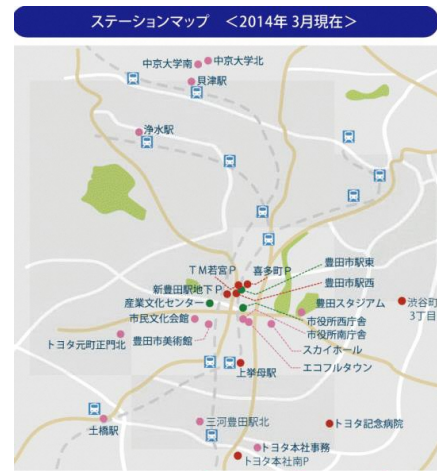 ステーションマップ　＜2014年 3月現在＞
中京大学南
中京大学北
貝津駅
浄水駅
TM若宮P
喜多町P
豊田市駅東
新豊田駅地下P
豊田市駅西
産業文化センター
豊田スタジアム
渋谷町
3丁目
市民文化会館
市役所西庁舎
市役所南庁舎
トヨタ元町正門北
豊田市美術館
スカイホール
エコフルタウン
上挙母駅
土橋駅
三河豊田駅北
トヨタ記念病院
トヨタ本社事務
トヨタ本社南P